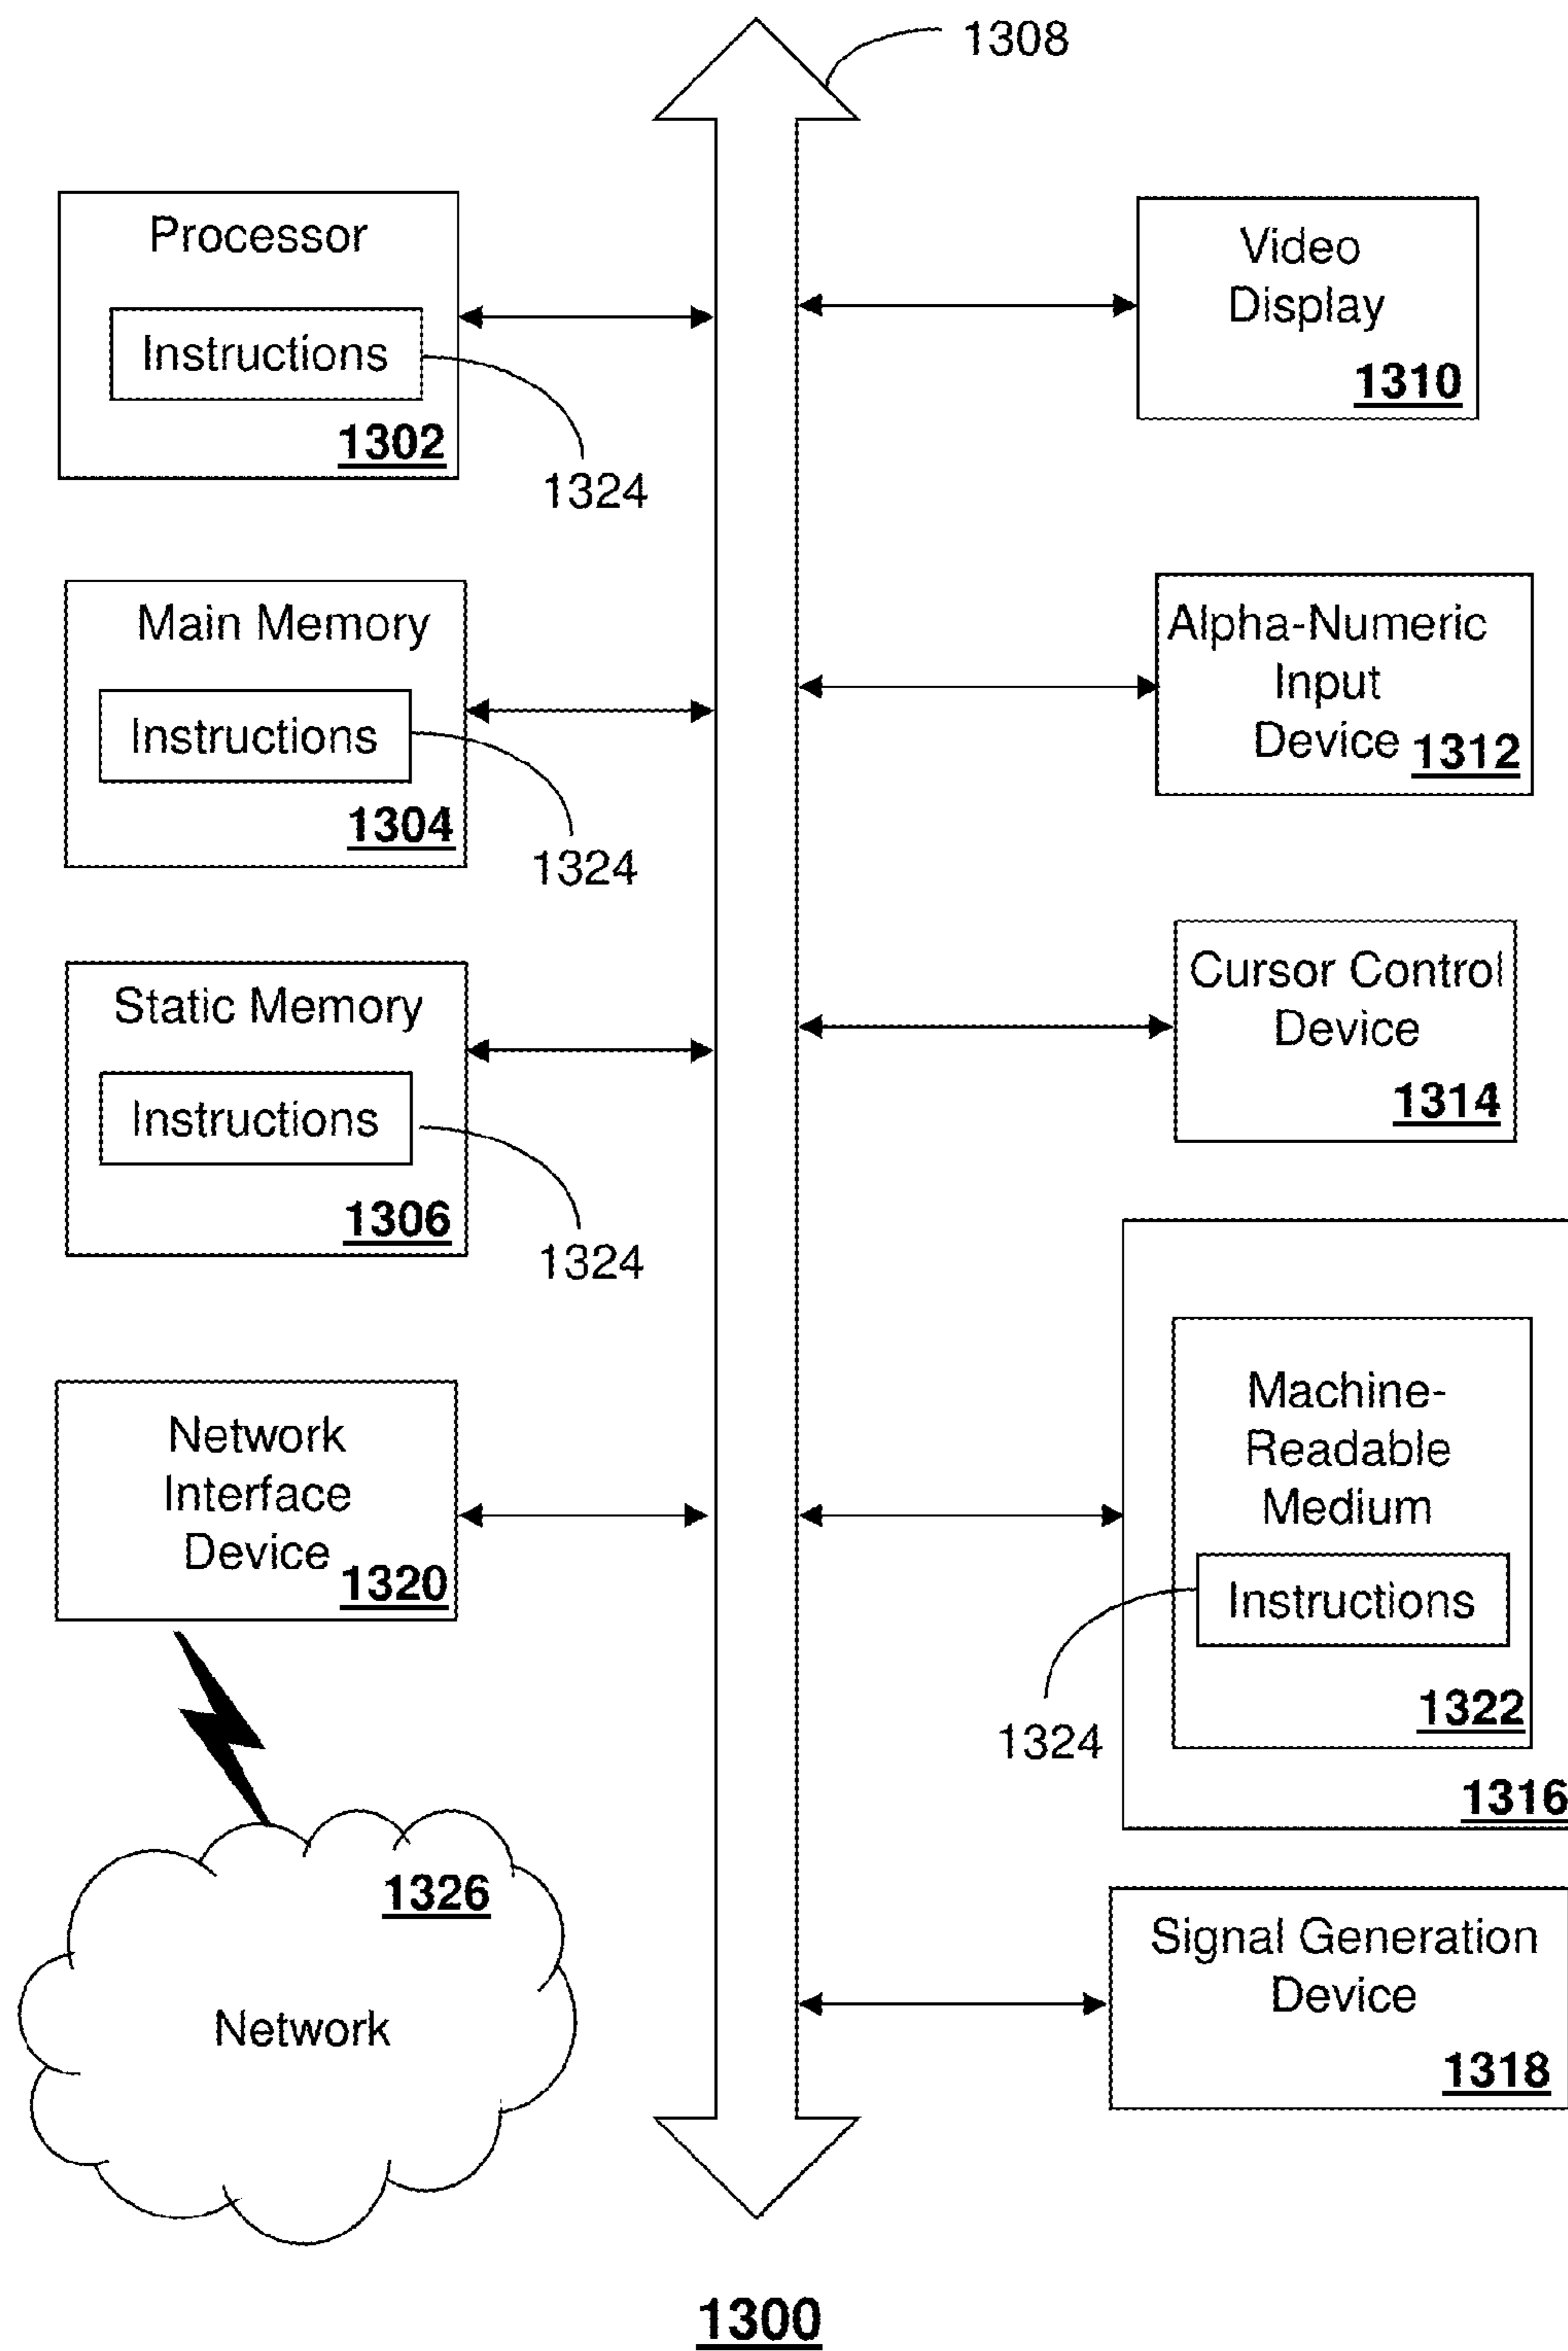 1308
Processor
Instructions
1302
1324
Main Memory
Instructions
1304
1324
Static Memory
Instructions
1306
1324
Network
Interface
Device
1320
1326
Network
Video
Display
1310
Alpha-Numeric
Input
Device 1312
Cursor Control
Device
1314
Machine-
Readable
Medium
Instructions
1324
1322
1316
Signal Generation
Device
1318
1300